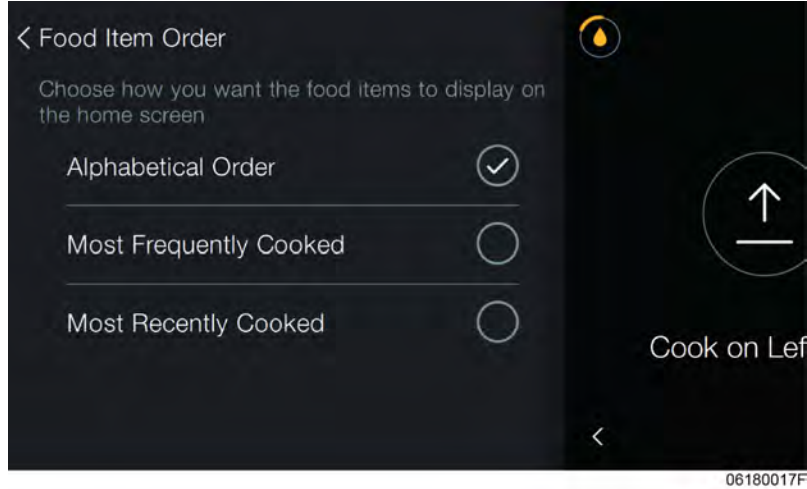 Food Item Order
Choose how you want the food items to display on
the home screen
Alphabetical Order
Most Frequently Cooked
Most Recently Cooked
Cook on Lef
06180017F